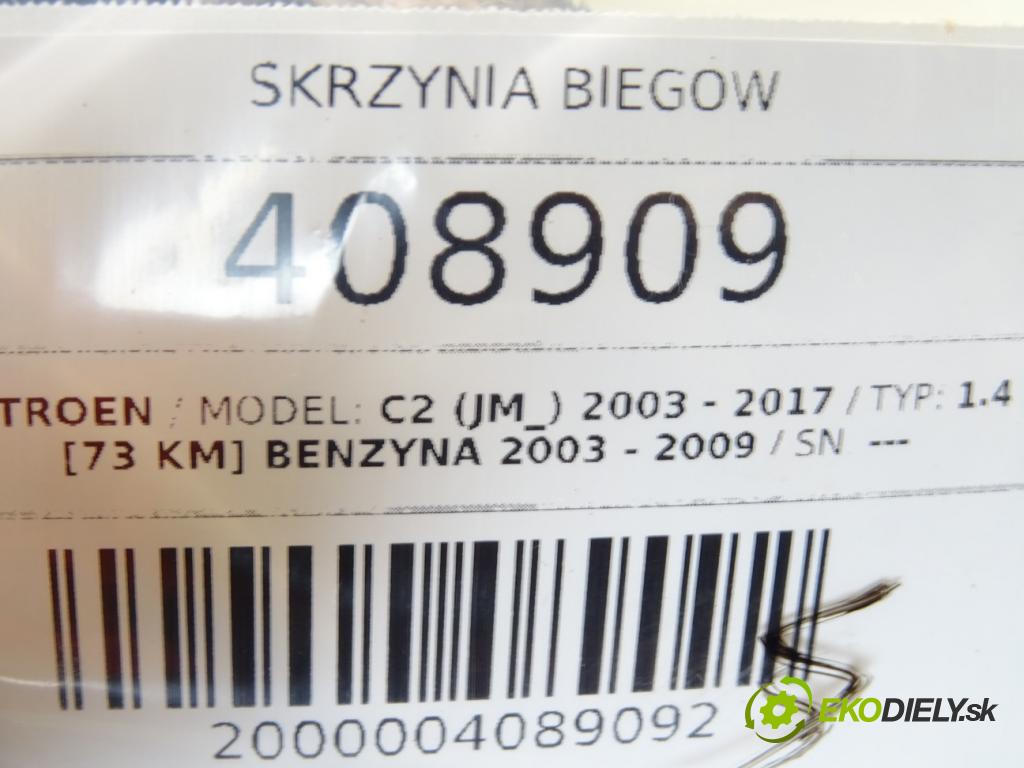 SKRZYNIA BIEGOW
408909
TROEN / MODEL: C2 (JM_) 2003 - 2017 / TYP: 1.4
[73 KM] BENZYNA 2003 - 2009 / SN ---
2000004089092
EKODIELY.sk